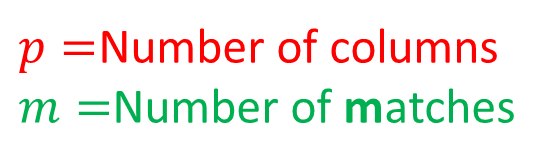 p =Number of columns
m =Number of matches